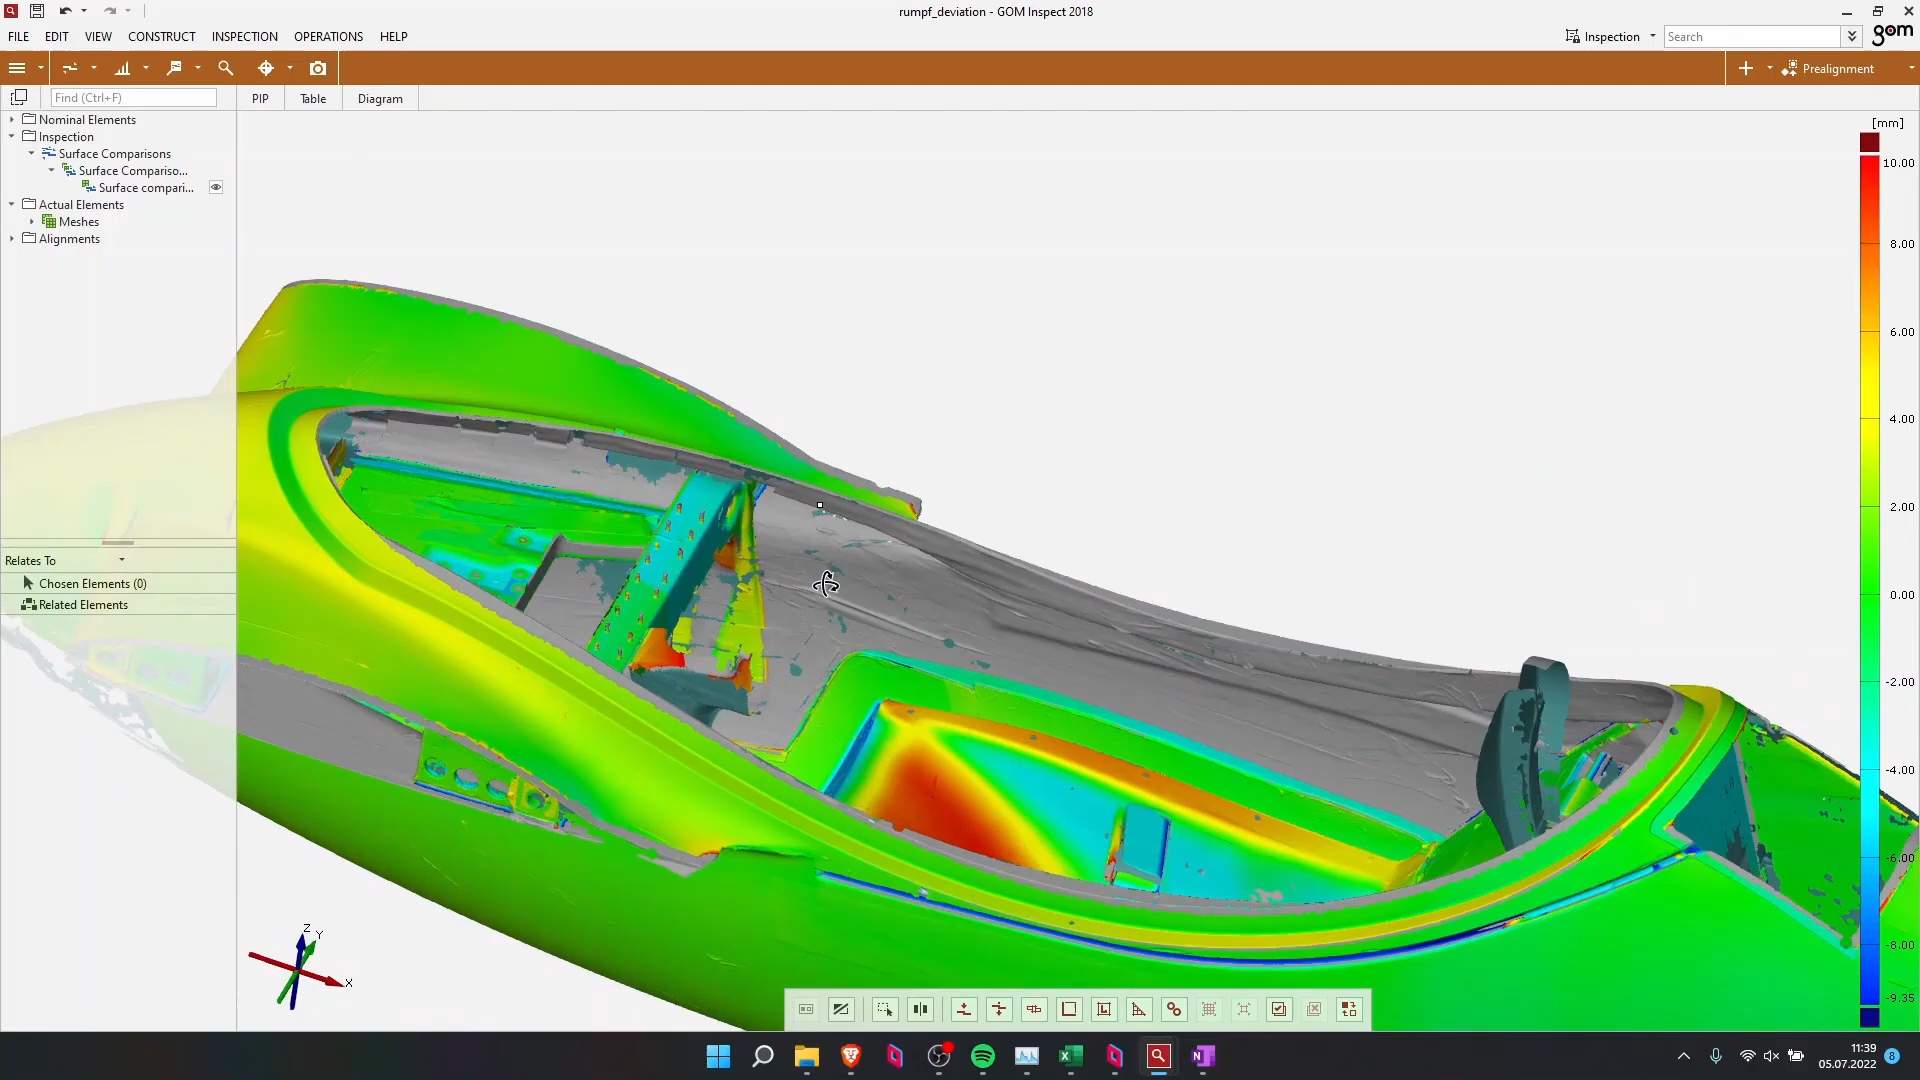 rumpf_deviation - GOM Inspect 2018
FILE EDIT VIEW CONSTRUCT INSPECTION OPERATIONS HELP
Inspection
Search
gom
Prealignment
Find (Ctrl+F)
PIP Table Diagram
Nominal Elements
Inspection
Surface Comparisons
Surface Compariso...
Surface compari...
Actual Elements
Meshes
Alignments
Relates To
Chosen Elements (0)
Related Elements
[mm]
10.00
8.00
6.00
4.00
2.00
0.00
-2.00
-4.00
-6.00
-8.00
-9.35
Z
Y
X
11:39
05.07.2022
8